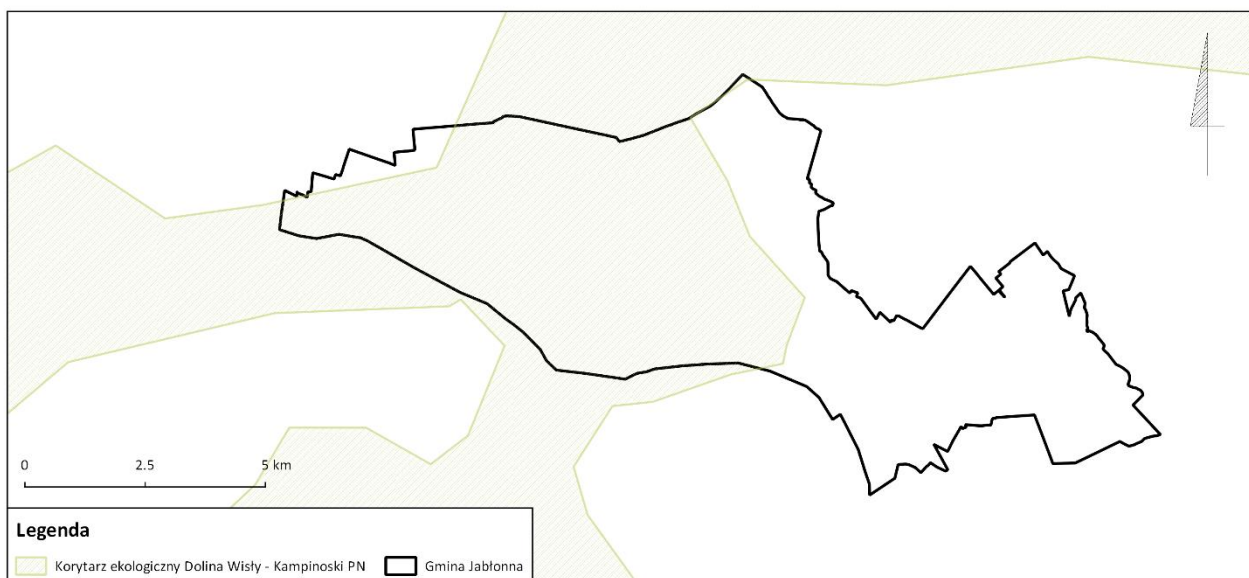 0 2.5 5 km
Legenda
Korytarz ekologiczny Dolina Wisły - Kampinoski PN Gmina Jabłonna